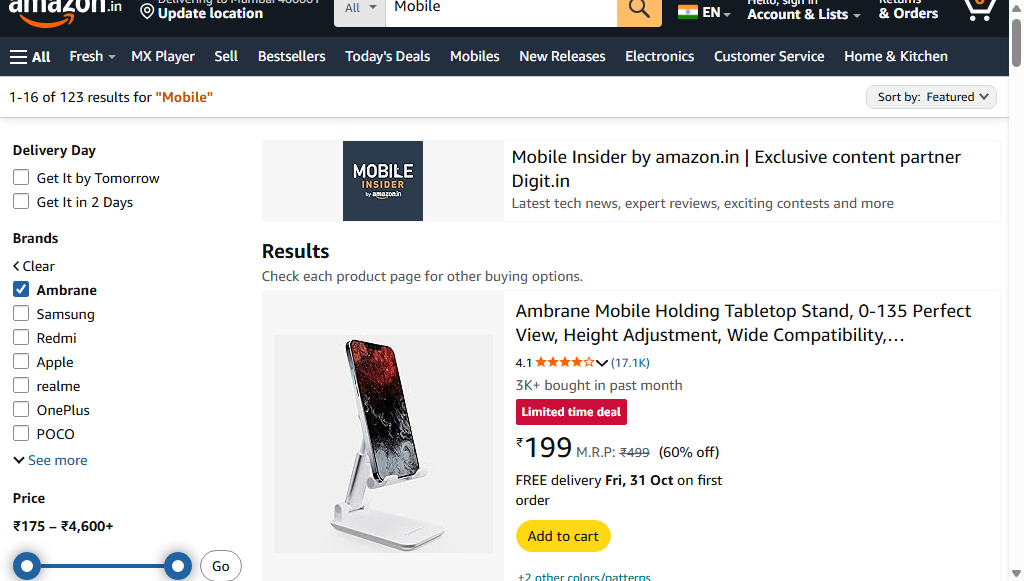 amazon.in
Delivering to Mumbai 400001
Update location
All
Mobile
EN
Hello, sign in
Account & Lists
Returns
& Orders
0
All
Fresh
MX Player
Sell
Bestsellers
Today's Deals
Mobiles
New Releases
Electronics
Customer Service
Home & Kitchen
1-16 of 123 results for "Mobile"
Sort by: Featured
Delivery Day
Get It by Tomorrow
Get It in 2 Days
Brands
Clear
Ambrane
Samsung
Redmi
Apple
realme
OnePlus
POCO
See more
Price
₹175 – ₹4,600+
Go
MOBILE
INSIDER
by amazon.in
Mobile Insider by amazon.in | Exclusive content partner
Digit.in
Latest tech news, expert reviews, exciting contests and more
Results
Check each product page for other buying options.
Ambrane Mobile Holding Tabletop Stand, 0-135 Perfect
View, Height Adjustment, Wide Compatibility,…
4.1 (17.1K)
3K+ bought in past month
Limited time deal
₹199 M.R.P: ₹499 (60% off)
FREE delivery Fri, 31 Oct on first
order
Add to cart
+2 other colors/patterns